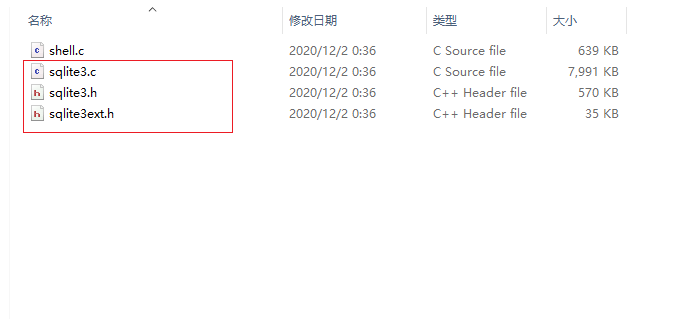 名称 修改日期 类型 大小
shell.c 2020/12/2 0:36 C Source file 639 KB
sqlite3.c 2020/12/2 0:36 C Source file 7,991 KB
sqlite3.h 2020/12/2 0:36 C++ Header file 570 KB
sqlite3ext.h 2020/12/2 0:36 C++ Header file 35 KB